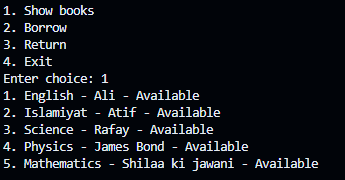 1. Show books
2. Borrow
3. Return
4. Exit
Enter choice: 1
1. English - Ali - Available
2. Islamiyat - Atif - Available
3. Science - Rafay - Available
4. Physics - James Bond - Available
5. Mathematics - Shilaa ki jawani - Available